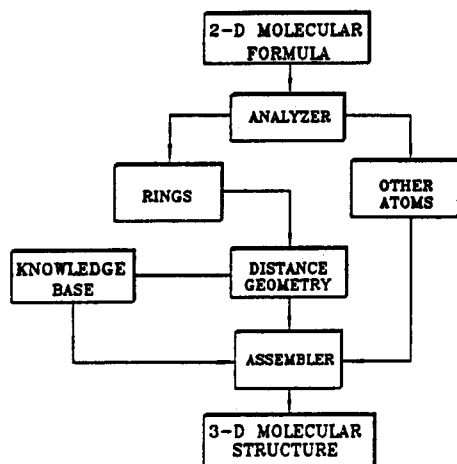 2-D MOLECULAR
FORMULA
ANALYZER
RINGS
OTHER
ATOMS
KNOWLEDGE
BASE
DISTANCE
GEOMETRY
ASSEMBLER
3-D MOLECULAR
STRUCTURE